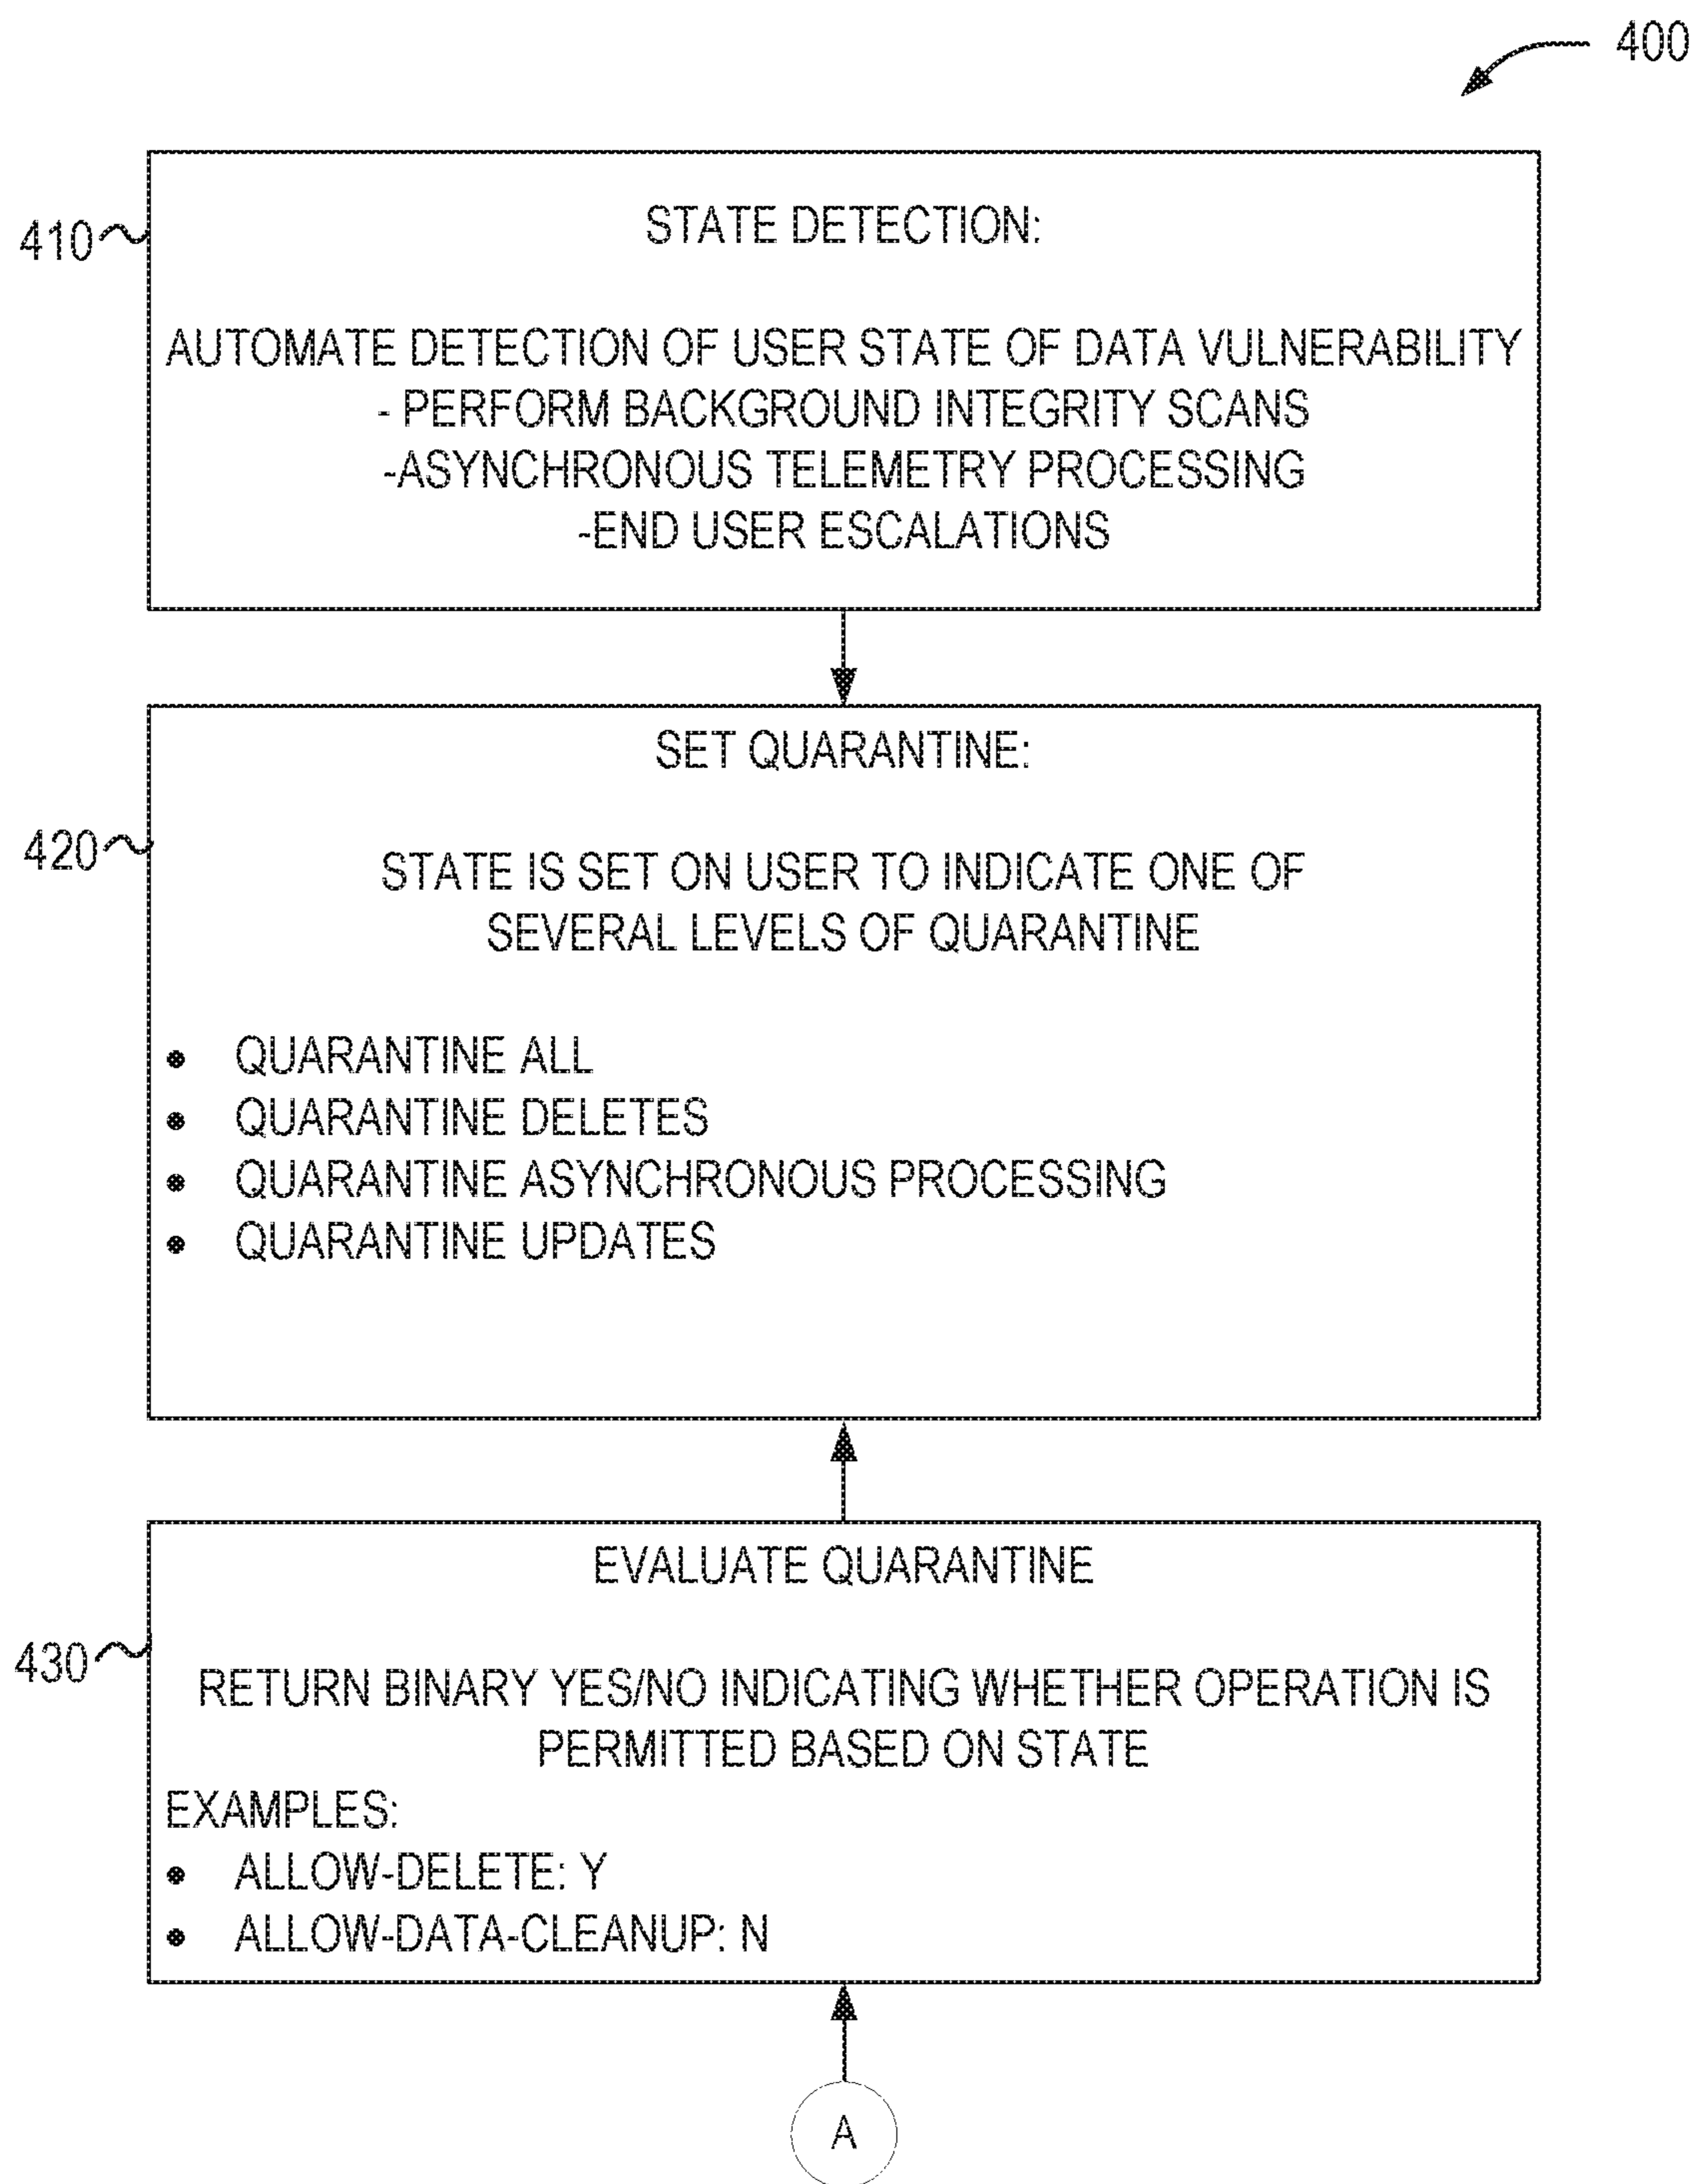 400
410
STATE DETECTION:
AUTOMATE DETECTION OF USER STATE OF DATA VULNERABILITY
- PERFORM BACKGROUND INTEGRITY SCANS
-ASYNCHRONOUS TELEMETRY PROCESSING
-END USER ESCALATIONS
420
SET QUARANTINE:
STATE IS SET ON USER TO INDICATE ONE OF
SEVERAL LEVELS OF QUARANTINE
• QUARANTINE ALL
• QUARANTINE DELETES
• QUARANTINE ASYNCHRONOUS PROCESSING
• QUARANTINE UPDATES
430
EVALUATE QUARANTINE
RETURN BINARY YES/NO INDICATING WHETHER OPERATION IS
PERMITTED BASED ON STATE
EXAMPLES:
• ALLOW-DELETE: Y
• ALLOW-DATA-CLEANUP: N
A